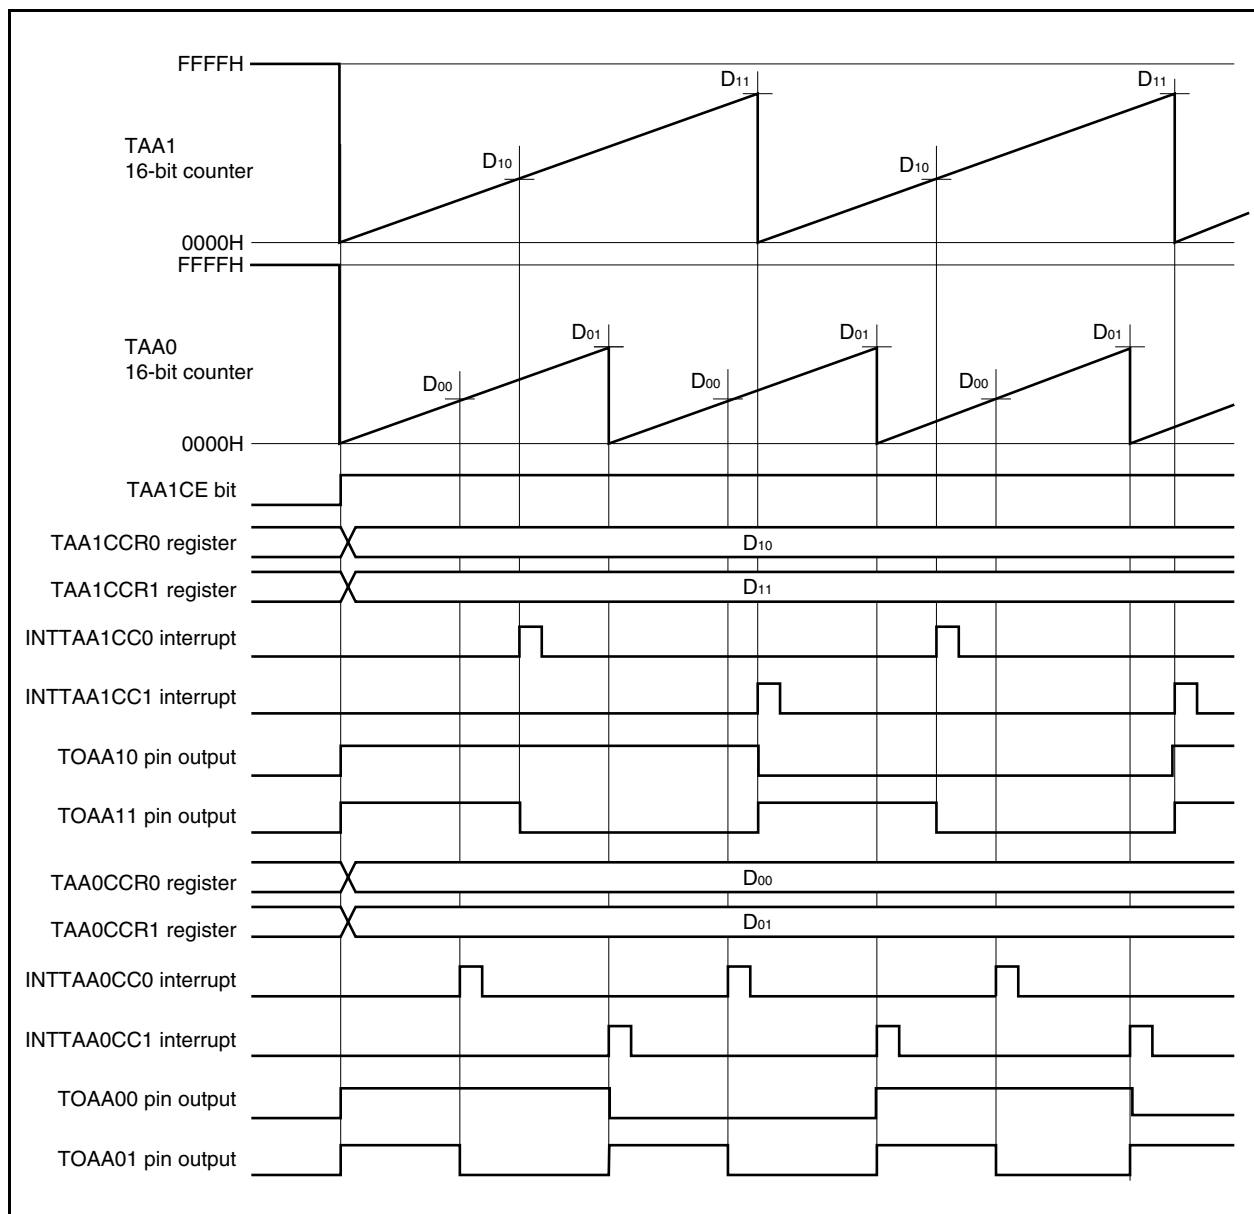 FFFFH
D11
D11
TAA1
16-bit counter
D10
D10
0000H
FFFFH
D01
D01
D01
TAA0
16-bit counter
D00
D00
D00
0000H
TAA1CE bit
TAA1CCR0 register
D10
TAA1CCR1 register
D11
INTTAA1CC0 interrupt
INTTAA1CC1 interrupt
TOAA10 pin output
TOAA11 pin output
TAA0CCR0 register
D00
TAA0CCR1 register
D01
INTTAA0CC0 interrupt
INTTAA0CC1 interrupt
TOAA00 pin output
TOAA01 pin output